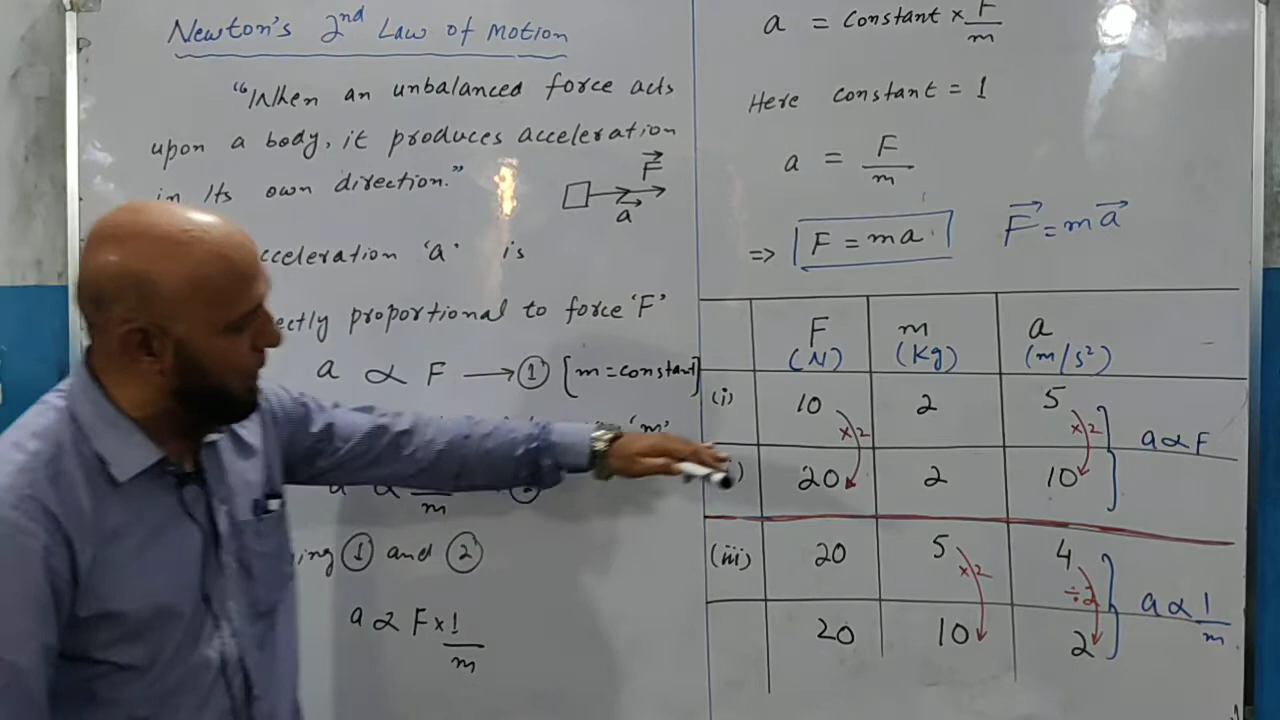 Newton's 2nd Law of Motion
"When an unbalanced force acts
upon a body, it produces acceleration
in Its own direction."
F⃗
a⃗
cceleration 'a' is
ectly proportional to force 'F'
a ∝ F ⟶ ① [m = constant]
'm'
m
ing ① and ②
a ∝ F × 1/m
a = Constant × F/m
Here constant = 1
a = F/m
=> F = ma F⃗ = ma⃗
F (N) m (Kg) a (m/s²)
(i) 10 2 5
×2 ×2 a ∝ F
20 2 10
(iii) 20 5 4
×2 ÷2 a ∝ 1/m
20 10 2